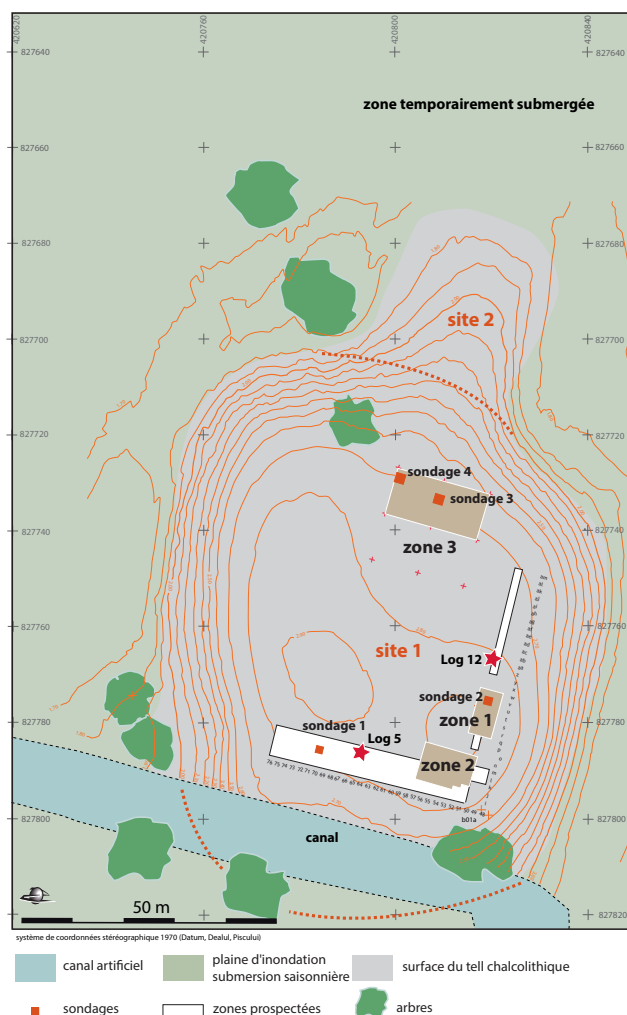 420620
420760
420800
420840
827640
827640
zone temporairement submergée
827660
827660
827680
827680
site 2
827700
827700
827720
827720
sondage 4
sondage 3
827740
827740
zone 3
827760
827760
site 1
Log 12
sondage 2
zone 1
827780
827780
sondage 1
Log 5
zone 2
b01a
827800
827800
canal
50 m
827820
système de coordonnées stéréographique 1970 (Datum, Dealul, Pisculuí)
canal artificiel
plaine d'inondation
submersion saisonnière
surface du tell chalcolithique
sondages
zones prospectées
arbres